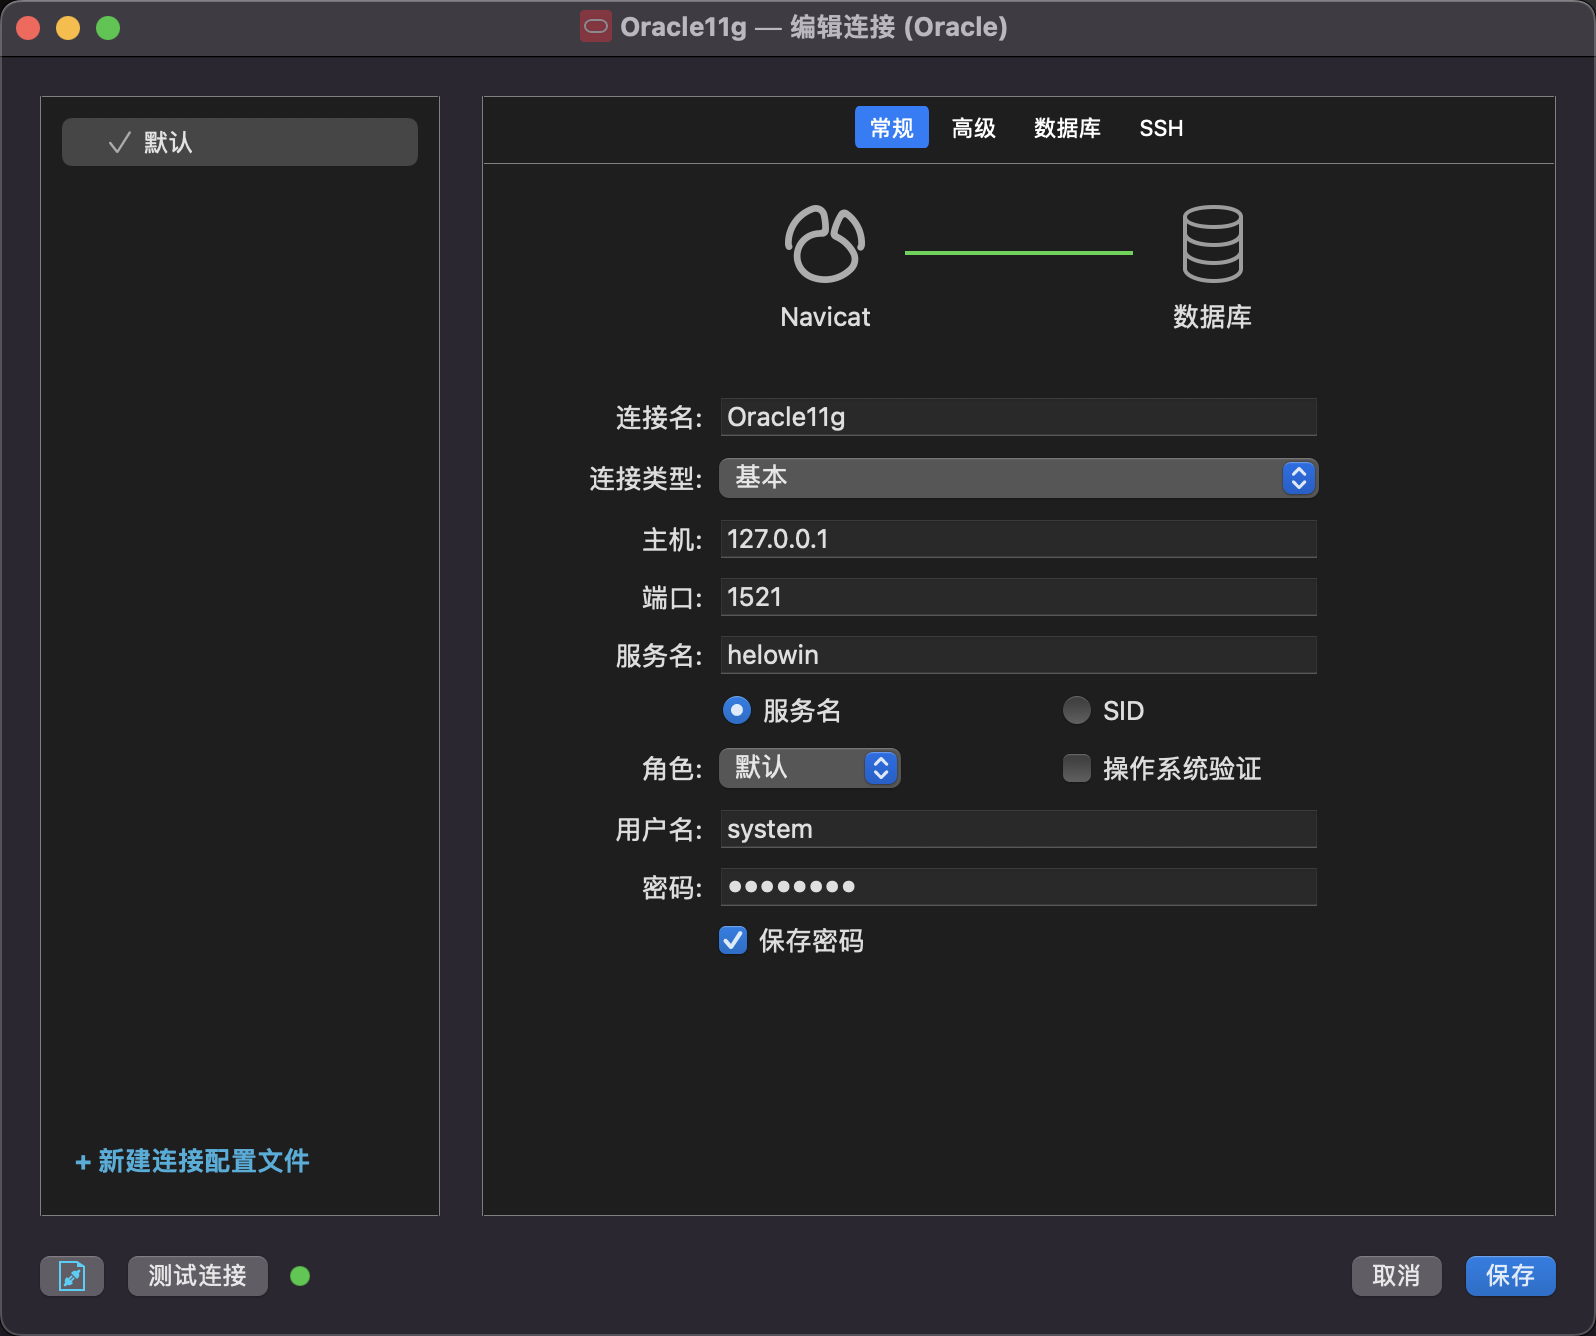 Oracle11g — 编辑连接 (Oracle)
默认
常规 高级 数据库 SSH
Navicat 数据库
连接名: Oracle11g
连接类型: 基本
主机: 127.0.0.1
端口: 1521
服务名: helowin
服务名 SID
角色: 默认 操作系统验证
用户名: system
密码: ••••••••
保存密码
+ 新建连接配置文件
测试连接 取消 保存